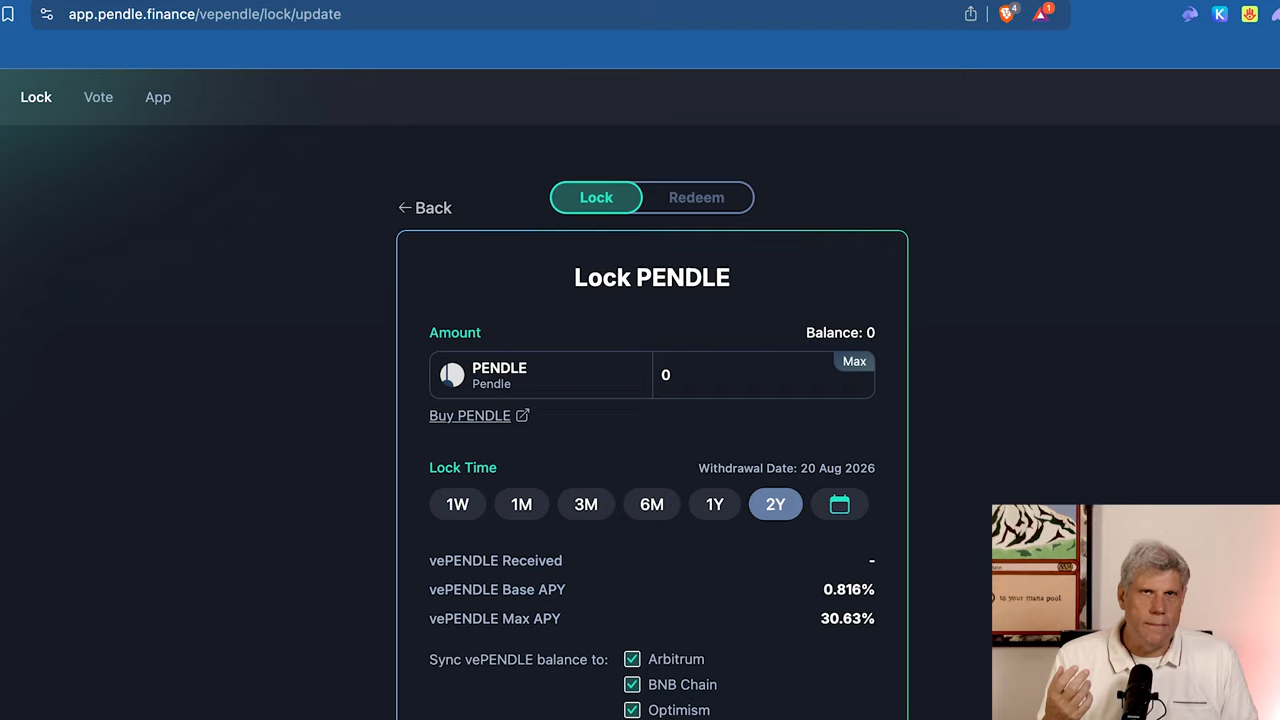 app.pendle.finance/vependle/lock/update
4
1
K
Lock
Vote
App
← Back
Lock
Redeem
Lock PENDLE
Amount
Balance: 0
PENDLE
Pendle
0
Max
Buy PENDLE
Lock Time
Withdrawal Date: 20 Aug 2026
1W
1M
3M
6M
1Y
2Y
vePENDLE Received
-
vePENDLE Base APY
0.816%
vePENDLE Max APY
30.63%
Sync vePENDLE balance to:
Arbitrum
BNB Chain
Optimism
to your mana pool.